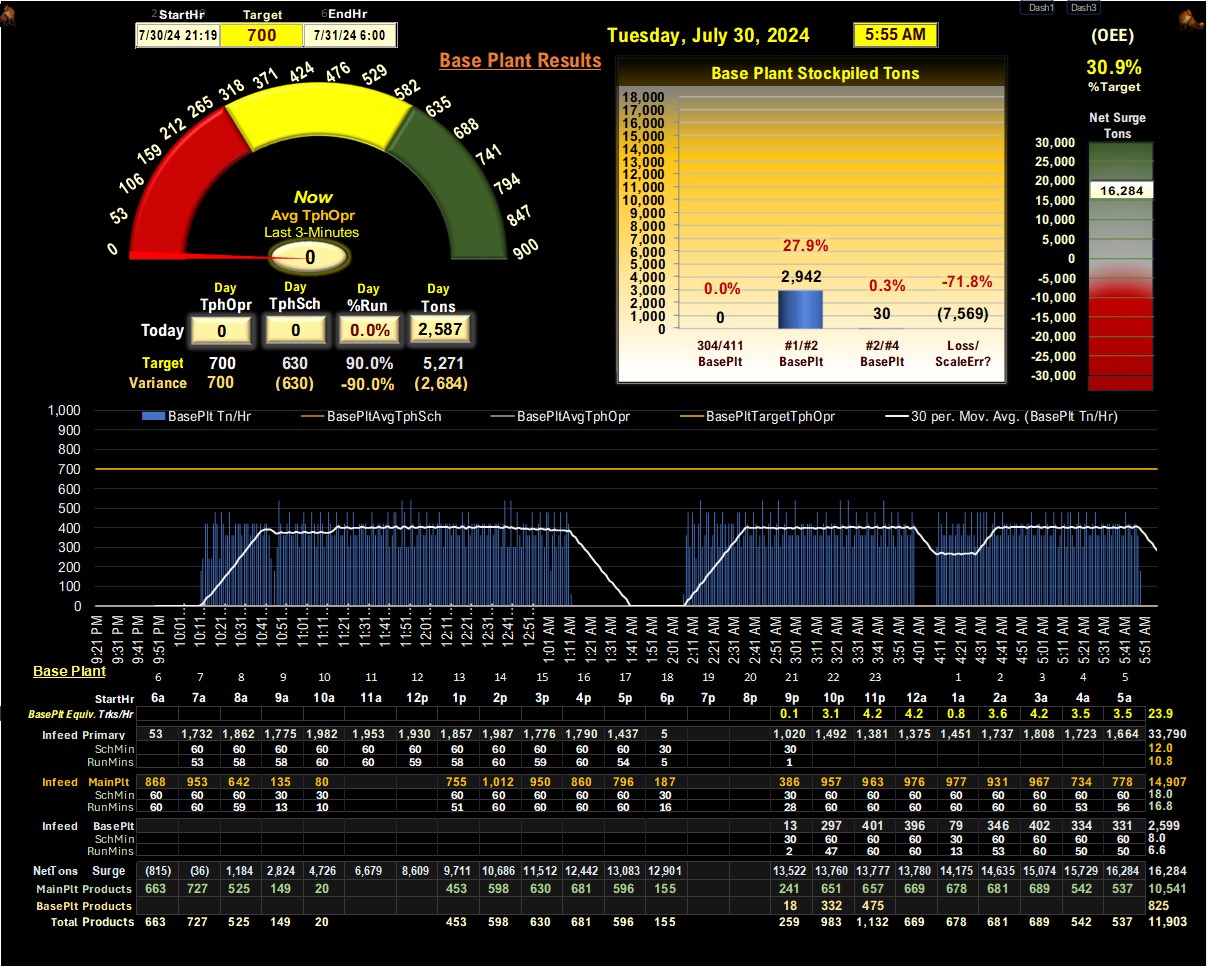 StartHr Target 6 EndHr
7/30/24 21:19 700 7/31/24 6:00
Dash1 Dash3
Tuesday, July 30, 2024 5:55 AM
(OEE)
30.9%
%Target
Base Plant Results
0 53 106 159 212 265 318 371 424 476 529 582 635 688 741 794 847 900
Now
Avg TphOpr
Last 3-Minutes
0
Day Day Day Day
TphOpr TphSch %Run Tons
Today 0 0 0.0% 2,587
Target 700 630 90.0% 5,271
Variance 700 (630) -90.0% (2,684)
Base Plant Stockpiled Tons
18,000
17,000
16,000
15,000
14,000
13,000
12,000
11,000
10,000
9,000
8,000
7,000
6,000
5,000
4,000
3,000
2,000
1,000
0
0.0% 27.9% 0.3% -71.8%
0 2,942 30 (7,569)
304/411 #1/#2 #2/#4 Loss/
BasePlt BasePlt BasePlt ScaleErr?
Net Surge
Tons
30,000
25,000
20,000
16,284
15,000
10,000
5,000
0
-5,000
-10,000
-15,000
-20,000
-25,000
-30,000
BasePlt Tn/Hr BasePltAvgTphSch BasePltAvgTphOpr BasePltTargetTphOpr 30 per. Mov. Avg. (BasePlt Tn/Hr)
1,000
900
800
700
600
500
400
300
200
100
0
9:21 PM 9:31 PM 9:41 PM 9:51 PM 10:01.. 10:11.. 10:21.. 10:31.. 10:41.. 10:51.. 11:01.. 11:11.. 11:21.. 11:31.. 11:41.. 11:51.. 12:01.. 12:11.. 12:21.. 12:31.. 12:41.. 12:51.. 1:01 AM 1:11 AM 1:21 AM 1:31 AM 1:41 AM 1:51 AM 2:01 AM 2:11 AM 2:21 AM 2:31 AM 2:41 AM 2:51 AM 3:01 AM 3:11 AM 3:21 AM 3:31 AM 3:41 AM 3:51 AM 4:01 AM 4:11 AM 4:21 AM 4:31 AM 4:41 AM 4:51 AM 5:01 AM 5:11 AM 5:21 AM 5:31 AM 5:41 AM 5:51 AM
Base Plant
6 7 8 9 10 11 12 13 14 15 16 17 18 19 20 21 22 23 1 2 3 4 5
StartHr 6a 7a 8a 9a 10a 11a 12p 1p 2p 3p 4p 5p 6p 7p 8p 9p 10p 11p 12a 1a 2a 3a 4a 5a
BasePlt Equiv. Trks/Hr 0.1 3.1 4.2 4.2 0.8 3.6 4.2 3.5 3.5 23.9
Infeed Primary 53 1,732 1,862 1,775 1,982 1,953 1,930 1,857 1,987 1,776 1,790 1,437 5 1,020 1,492 1,381 1,375 1,451 1,737 1,808 1,723 1,664 33,790
SchMin 60 60 60 60 60 60 60 60 60 60 60 30 30 12.0
RunMins 53 58 58 60 60 59 58 60 59 60 54 5 1 10.8
Infeed MainPlt 868 953 642 135 80 755 1,012 950 860 796 187 386 957 963 976 977 931 967 734 778 14,907
SchMin 60 60 60 30 30 60 60 60 60 60 30 30 60 60 60 60 60 60 60 60 18.0
RunMins 60 60 59 13 10 51 60 60 60 60 16 28 60 60 60 60 60 60 53 56 16.8
Infeed BasePlt 13 297 401 396 79 346 402 334 331 2,599
SchMin 30 60 60 60 30 60 60 60 60 8.0
RunMins 2 47 60 60 13 53 60 50 50 6.6
NetTons Surge (815) (36) 1,184 2,824 4,726 6,679 8,609 9,711 10,686 11,512 12,442 13,083 12,901 13,522 13,760 13,777 13,780 14,175 14,635 15,074 15,729 16,284 16,284
MainPlt Products 663 727 525 149 20 453 598 630 681 596 155 241 651 657 669 678 681 689 542 537 10,541
BasePlt Products 18 332 475 825
Total Products 663 727 525 149 20 453 598 630 681 596 155 259 983 1,132 669 678 681 689 542 537 11,903